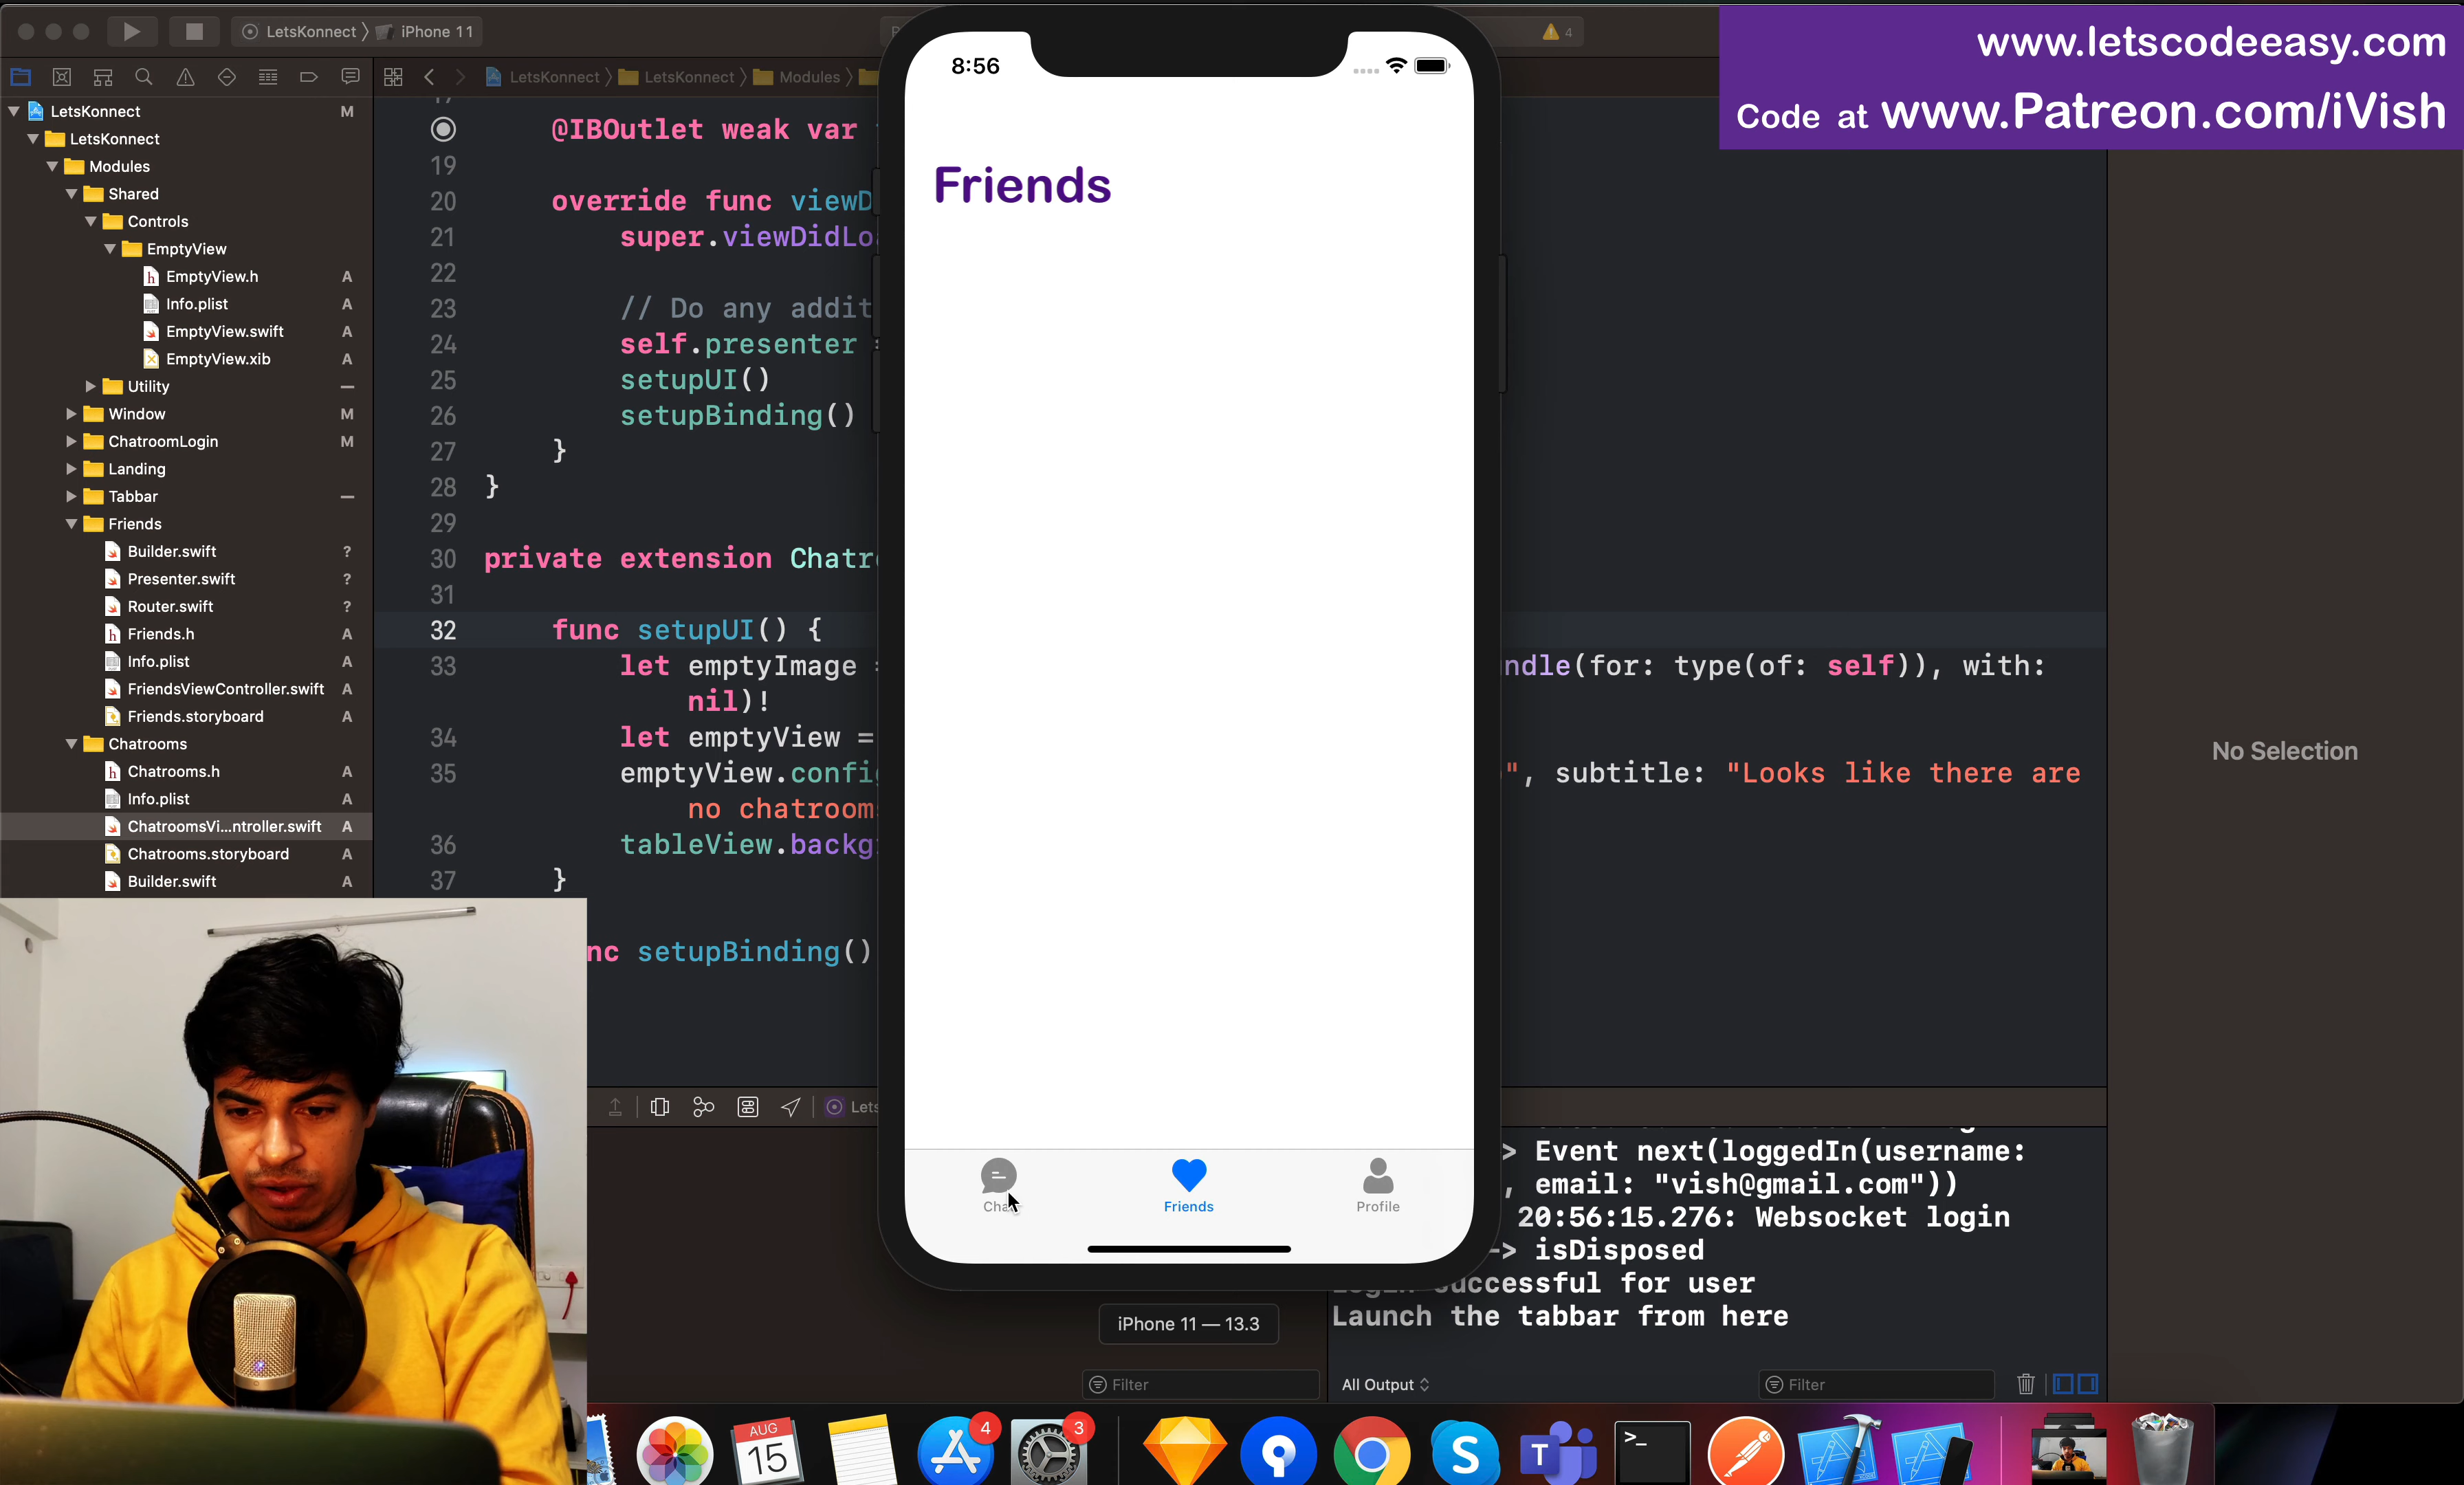 LetsKonnect
iPhone 11
4
www.letscodeeasy.com
Code at www.Patreon.com/iVish
LetsKonnect
LetsKonnect
Modules
LetsKonnect M
LetsKonnect
Modules
Shared
Controls
EmptyView
EmptyView.h A
Info.plist A
EmptyView.swift A
EmptyView.xib A
Utility —
Window M
ChatroomLogin M
Landing
Tabbar —
Friends
Builder.swift ?
Presenter.swift ?
Router.swift ?
Friends.h A
Info.plist A
FriendsViewController.swift A
Friends.storyboard A
Chatrooms
Chatrooms.h A
Info.plist A
ChatroomsVi...ntroller.swift A
Chatrooms.storyboard A
Builder.swift A
@IBOutlet weak var
19
20 override func viewD
21 super.viewDidLo
22
23 // Do any addit
24 self.presenter
25 setupUI()
26 setupBinding()
27 }
28 }
29
30 private extension Chatr
31
32 func setupUI() {
33 let emptyImage = ndle(for: type(of: self)), with:
nil)!
34 let emptyView =
35 emptyView.confi ", subtitle: "Looks like there are
no chatroom
36 tableView.backg
37 }
nc setupBinding()
8:56
Friends
Friends
Profile
iPhone 11 — 13.3
No Selection
Lets
> Event next(loggedIn(username:
, email: "vish@gmail.com"))
20:56:15.276: Websocket login
-> isDisposed
uccessful for user
Launch the tabbar from here
Filter
All Output
Filter
AUG
15
4
3
S
T
>_